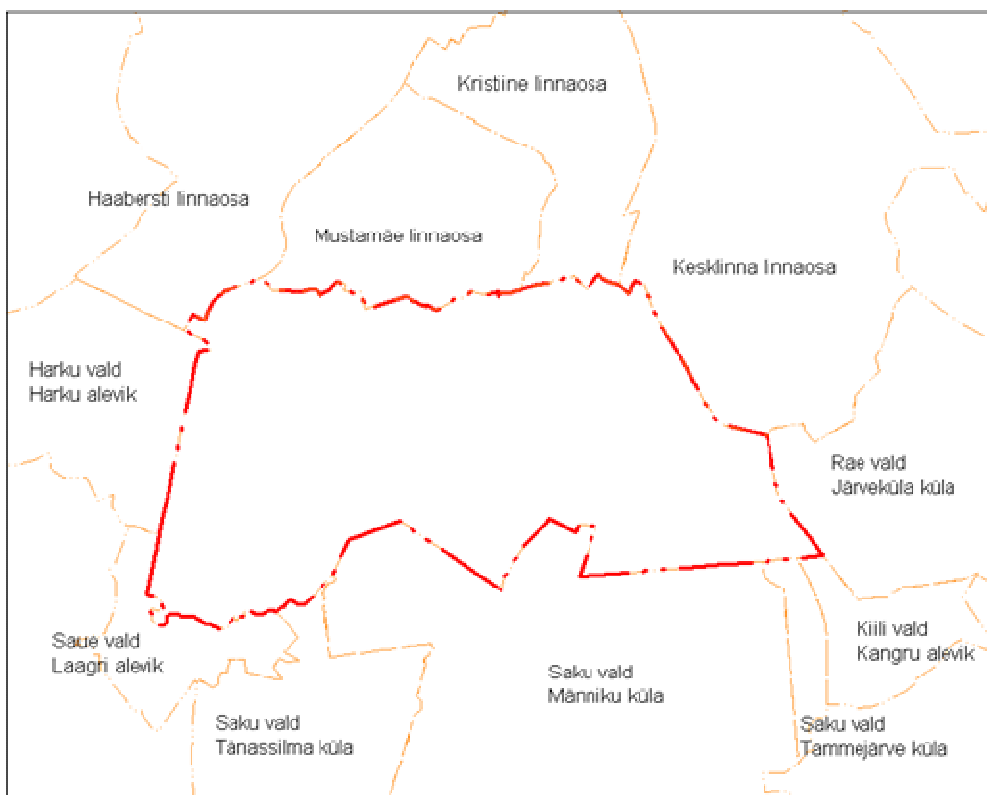 Kristiine linnaosa
Haabersti linnaosa
Mustamäe linnaosa
Kesklinna linnaosa
Harku vald
Harku alevik
Rae vald
Järveküla küla
Saue vald
Laagri alevik
Kiili vald
Kangru alevik
Saku vald
Männiku küla
Saku vald
Tänassilma küla
Saku vald
Tammejärve küla